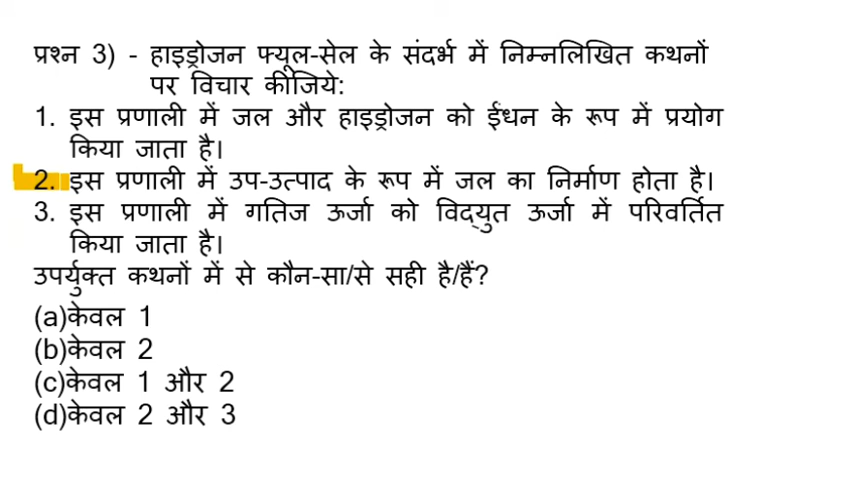 प्रश्न 3) - हाइड्रोजन फ्यूल-सेल के संदर्भ में निम्नलिखित कथनों
पर विचार कीजिये:
1. इस प्रणाली में जल और हाइड्रोजन को ईंधन के रूप में प्रयोग
किया जाता है।
2. इस प्रणाली में उप-उत्पाद के रूप में जल का निर्माण होता है।
3. इस प्रणाली में गतिज ऊर्जा को विद्युत ऊर्जा में परिवर्तित
किया जाता है।
उपर्युक्त कथनों में से कौन-सा/से सही है/हैं?
(a)केवल 1
(b)केवल 2
(c)केवल 1 और 2
(d)केवल 2 और 3